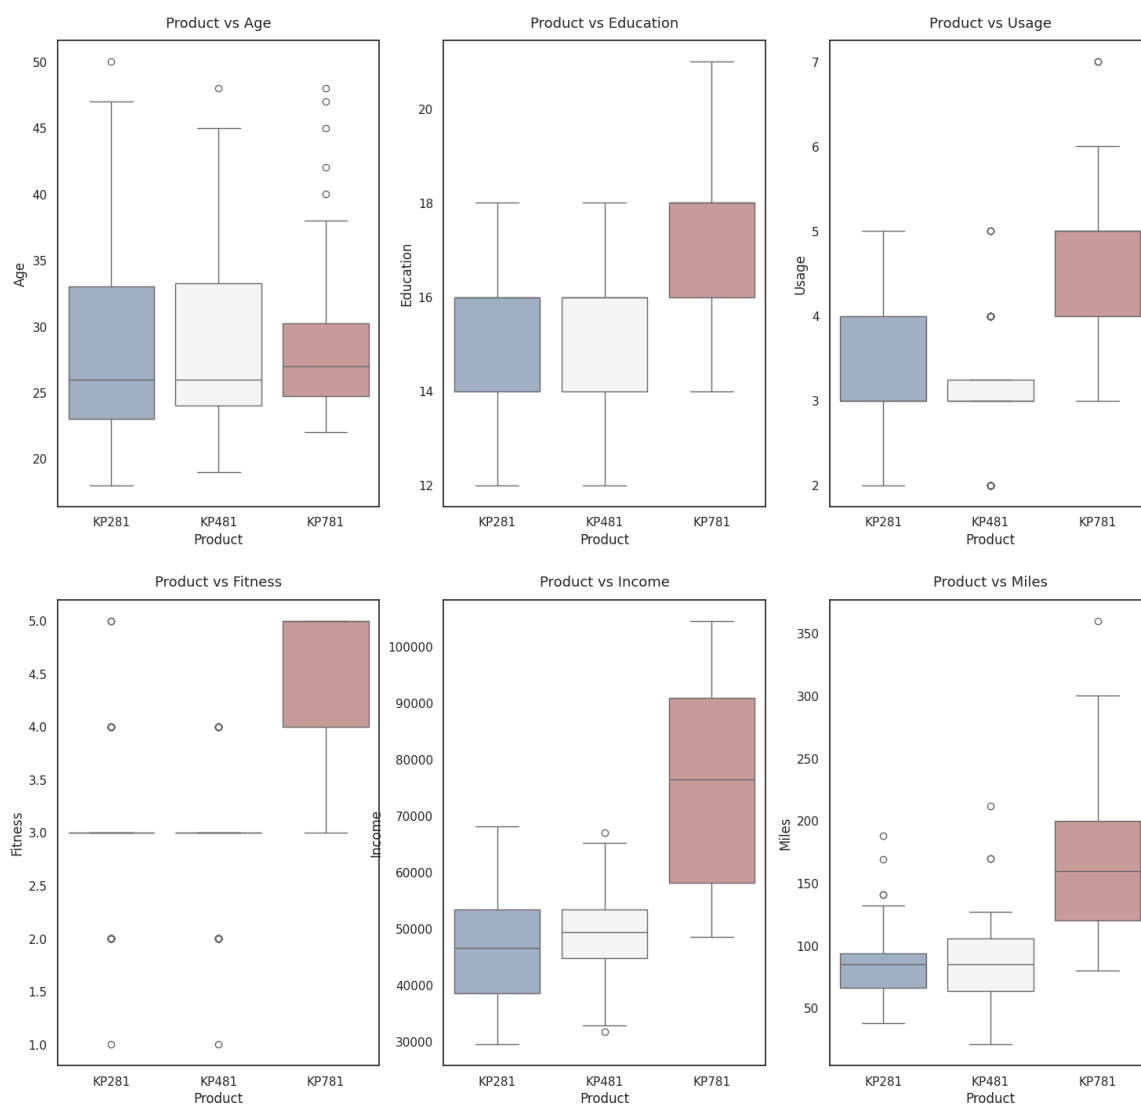 Product vs Age
Product vs Education
Product vs Usage
50
45
40
35
30
25
20
Age
KP281 KP481 KP781
Product
20
18
16
14
12
Education
KP281 KP481 KP781
Product
7
6
5
4
3
2
Usage
KP281 KP481 KP781
Product
Product vs Fitness
Product vs Income
Product vs Miles
5.0
4.5
4.0
3.5
3.0
2.5
2.0
1.5
1.0
Fitness
KP281 KP481 KP781
Product
100000
90000
80000
70000
60000
50000
40000
30000
Income
KP281 KP481 KP781
Product
350
300
250
200
150
100
50
Miles
KP281 KP481 KP781
Product